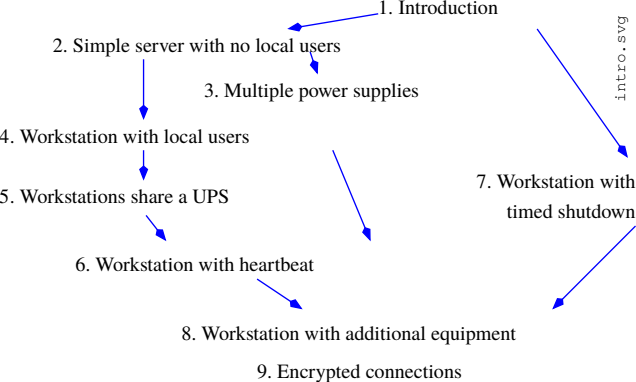 1. Introduction
intro.svg
2. Simple server with no local users
3. Multiple power supplies
4. Workstation with local users
7. Workstation with
timed shutdown
5. Workstations share a UPS
6. Workstation with heartbeat
8. Workstation with additional equipment
9. Encrypted connections